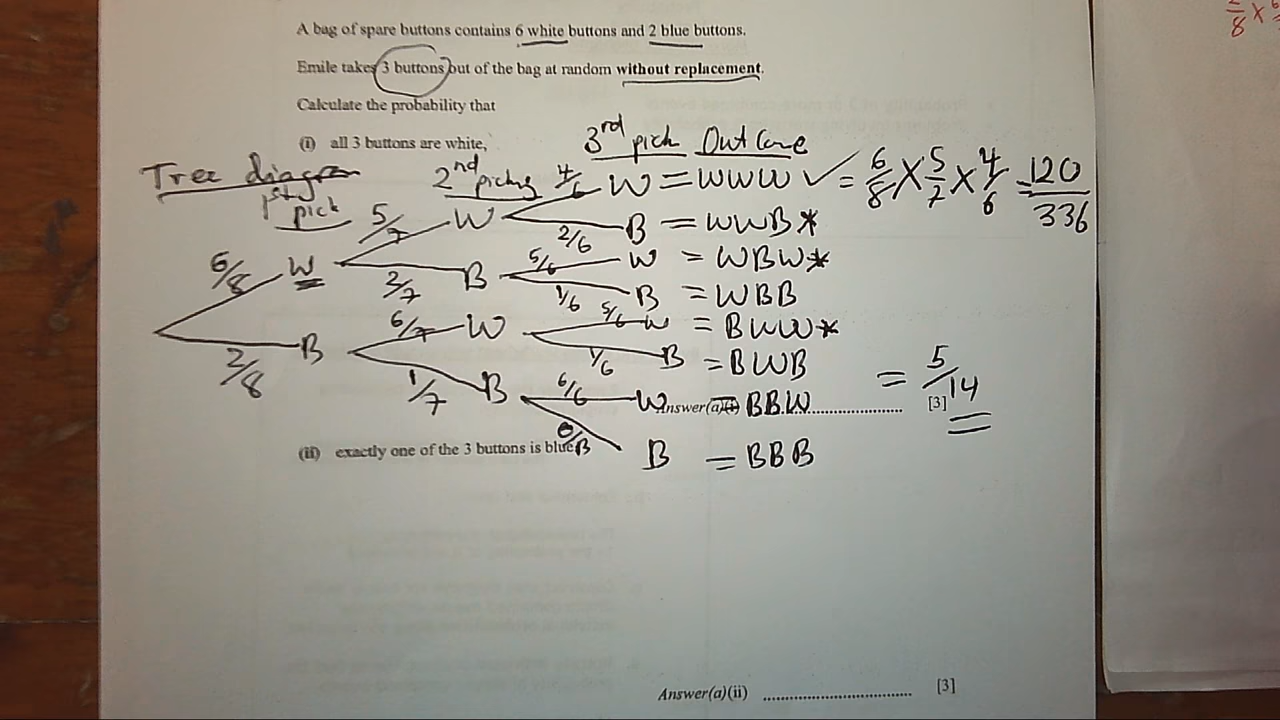 A bag of spare buttons contains 6 white buttons and 2 blue buttons.
Emile takes 3 buttons out of the bag at random without replacement.
Calculate the probability that
(i) all 3 buttons are white,
Tree diagram
1st pick
2nd picking
3rd pick Outcome
6/8 W
2/8 B
5/7 W
2/7 B
6/7 W
1/7 B
4/6 W = WWW ✓ = 6/8 X 5/7 X 4/6 = 120/336
2/6 B = WWB*
5/6 W = WBW*
1/6 B = WBB
5/6 W = BWW*
1/6 B = BWB
= 5/14
6/6 W = BBW
Answer(a)(i) .......................... [3]
(ii) exactly one of the 3 buttons is blue.
B = BBB
Answer(a)(ii) .................................... [3]